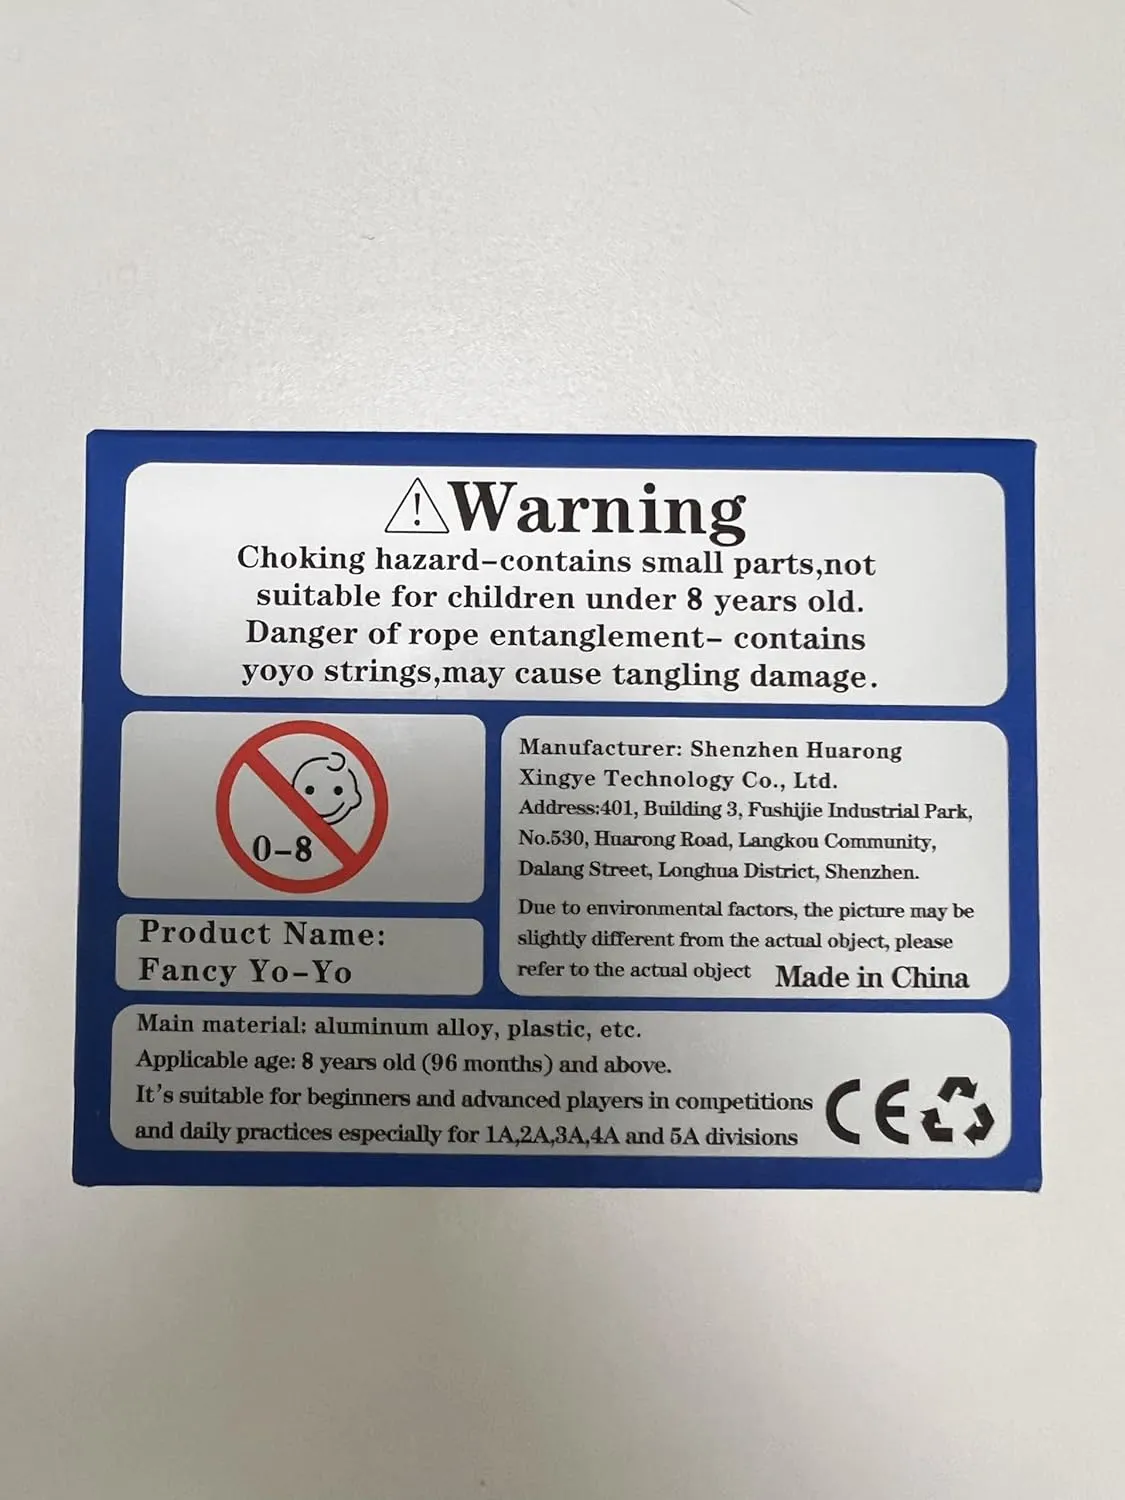 Warning
Choking hazard-contains small parts,not
suitable for children under 8 years old.
Danger of rope entanglement- contains
yoyo strings,may cause tangling damage.
0-8
Product Name:
Fancy Yo-Yo
Manufacturer: Shenzhen Huarong
Xingye Technology Co., Ltd.
Address:401, Building 3, Fushijie Industrial Park,
No.530, Huarong Road, Langkou Community,
Dalang Street, Longhua District, Shenzhen.
Due to environmental factors, the picture may be
slightly different from the actual object, please
refer to the actual object Made in China
Main material: aluminum alloy, plastic, etc.
Applicable age: 8 years old (96 months) and above.
It's suitable for beginners and advanced players in competitions
and daily practices especially for 1A,2A,3A,4A and 5A divisions
CE